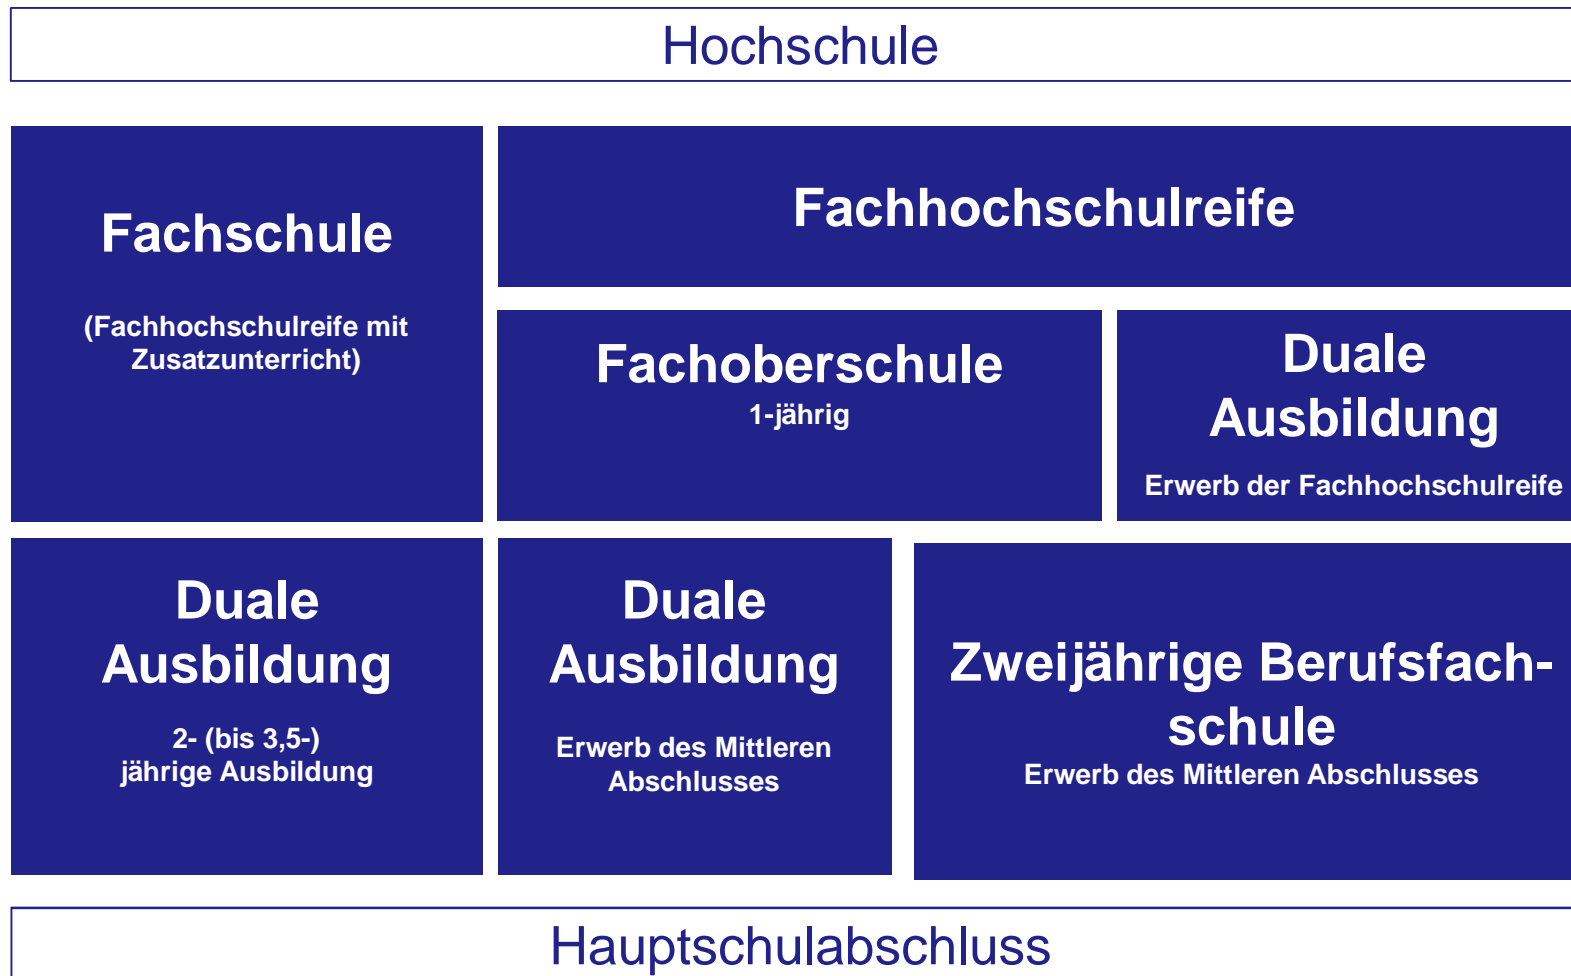 Hochschule
Fachschule
(Fachhochschulreife mit
Zusatzunterricht)
Fachhochschulreife
Fachoberschule
1-jährig
Duale
Ausbildung
Erwerb der Fachhochschulreife
Duale
Ausbildung
2- (bis 3,5-)
jährige Ausbildung
Duale
Ausbildung
Erwerb des Mittleren
Abschlusses
Zweijährige Berufsfach-
schule
Erwerb des Mittleren Abschlusses
Hauptschulabschluss